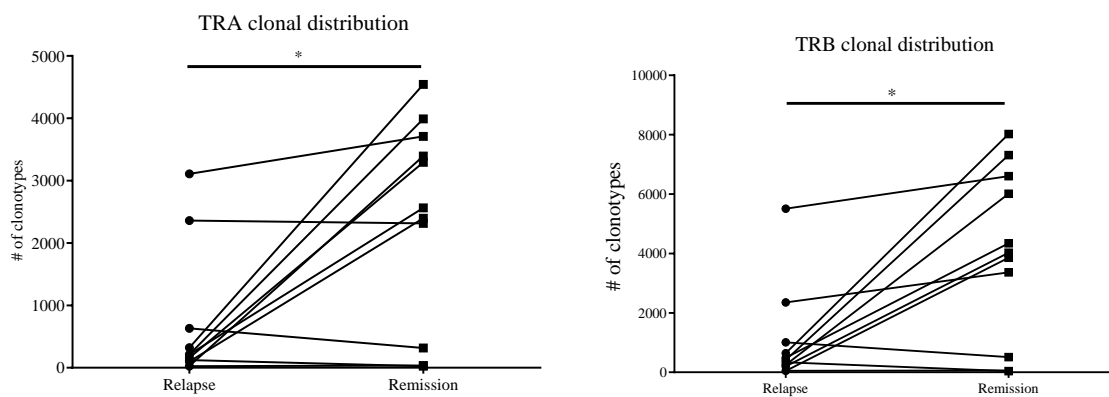 TRA clonal distribution
*
5000
4000
3000
2000
1000
0
# of clonotypes
Relapse
Remission
TRB clonal distribution
*
10000
8000
6000
4000
2000
0
# of clonotypes
Relapse
Remission